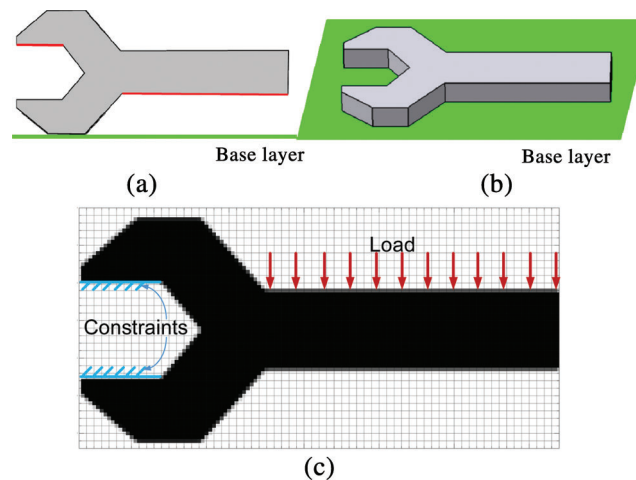 Base layer
(a)
Base layer
(b)
Load
Constraints
(c)